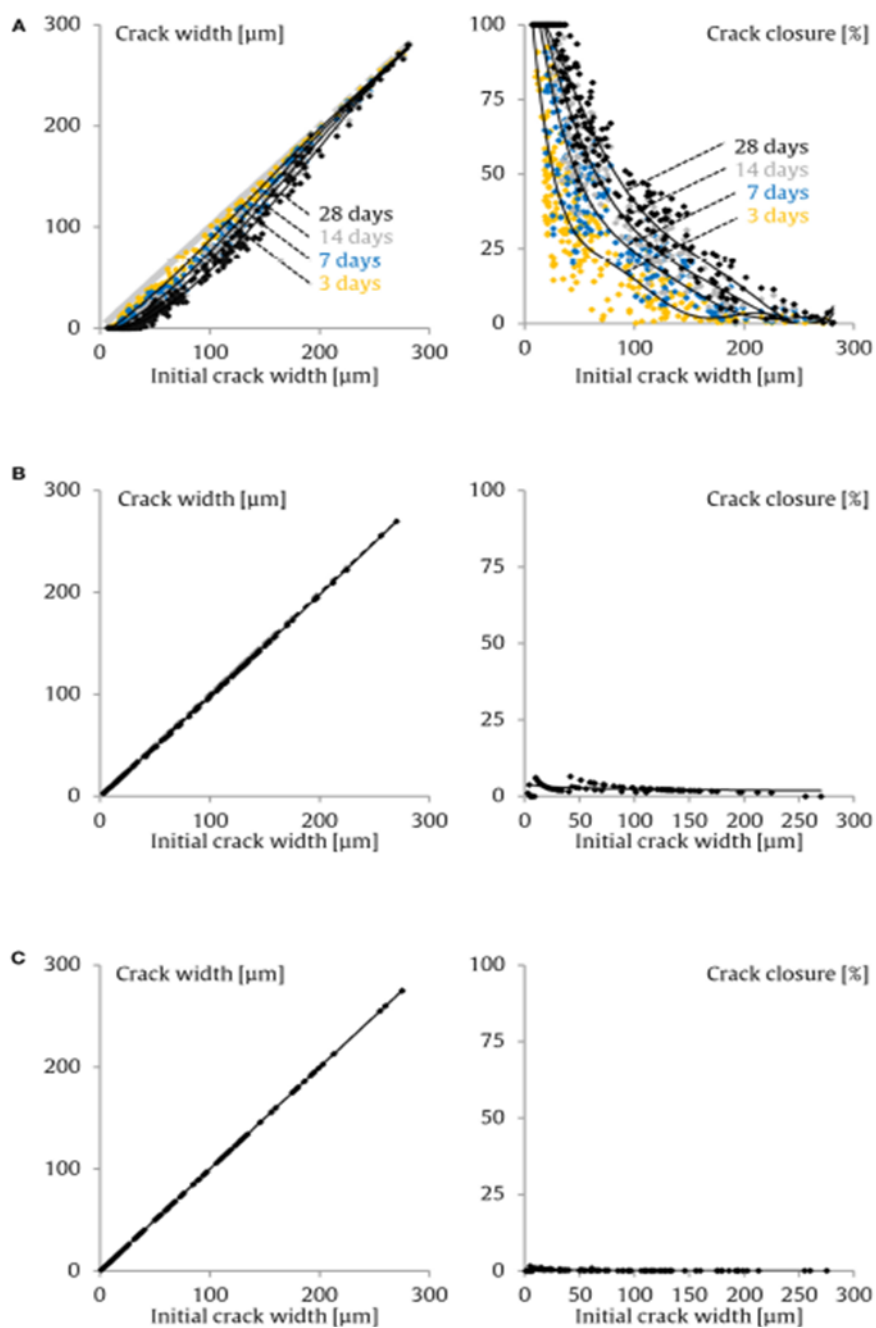 A
Crack width [µm]
300
200
100
0
28 days
14 days
7 days
3 days
0 100 200 300
Initial crack width [µm]
Crack closure [%]
100
75
50
25
0
28 days
14 days
7 days
3 days
0 50 100 150 200 250 300
Initial crack width [µm]
B
Crack width [µm]
300
200
100
0
0 100 200 300
Initial crack width [µm]
Crack closure [%]
100
75
50
25
0
0 50 100 150 200 250 300
Initial crack width [µm]
C
Crack width [µm]
300
200
100
0
0 100 200 300
Initial crack width [µm]
Crack closure [%]
100
75
50
25
0
0 50 100 150 200 250 300
Initial crack width [µm]